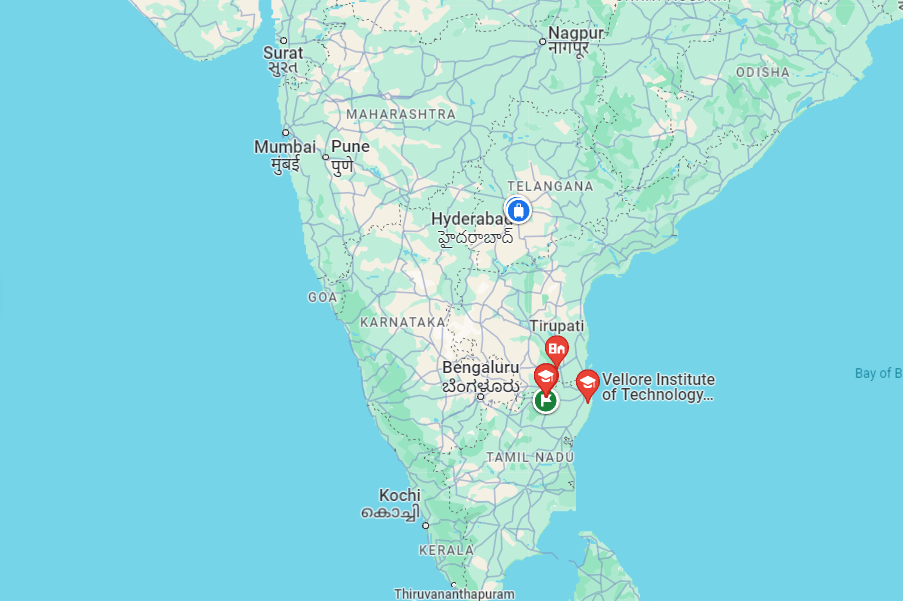 Nagpur
नागपूर
Surat
સુરત
ODISHA
MAHARASHTRA
Mumbai
मुंबई
Pune
पुणे
TELANGANA
Hyderabad
హైదరాబాద్
GOA
KARNATAKA
Tirupati
Bengaluru
ಬೆಂಗಳೂರು
Vellore Institute
of Technology...
Bay of B
TAMIL NADU
Kochi
കൊച്ചി
KERALA
Thiruvananthapuram